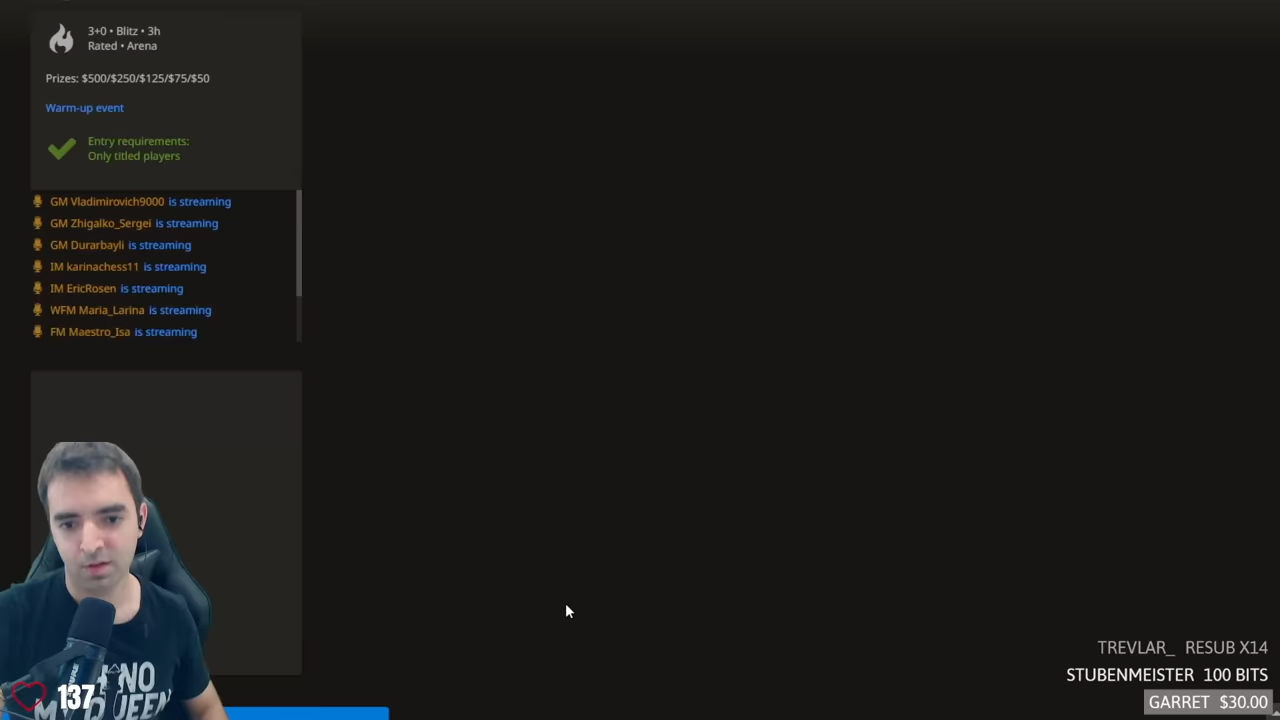 3+0 • Blitz • 3h
Rated • Arena
Prizes: $500/$250/$125/$75/$50
Warm-up event
Entry requirements:
Only titled players
GM Vladimirovich9000 is streaming
GM Zhigalko_Sergei is streaming
GM Durarbayli is streaming
IM karinachess11 is streaming
IM EricRosen is streaming
WFM Maria_Larina is streaming
FM Maestro_Isa is streaming
NO
MY QUEEN
137
TREVLAR_ RESUB X14
STUBENMEISTER 100 BITS
GARRET $30.00